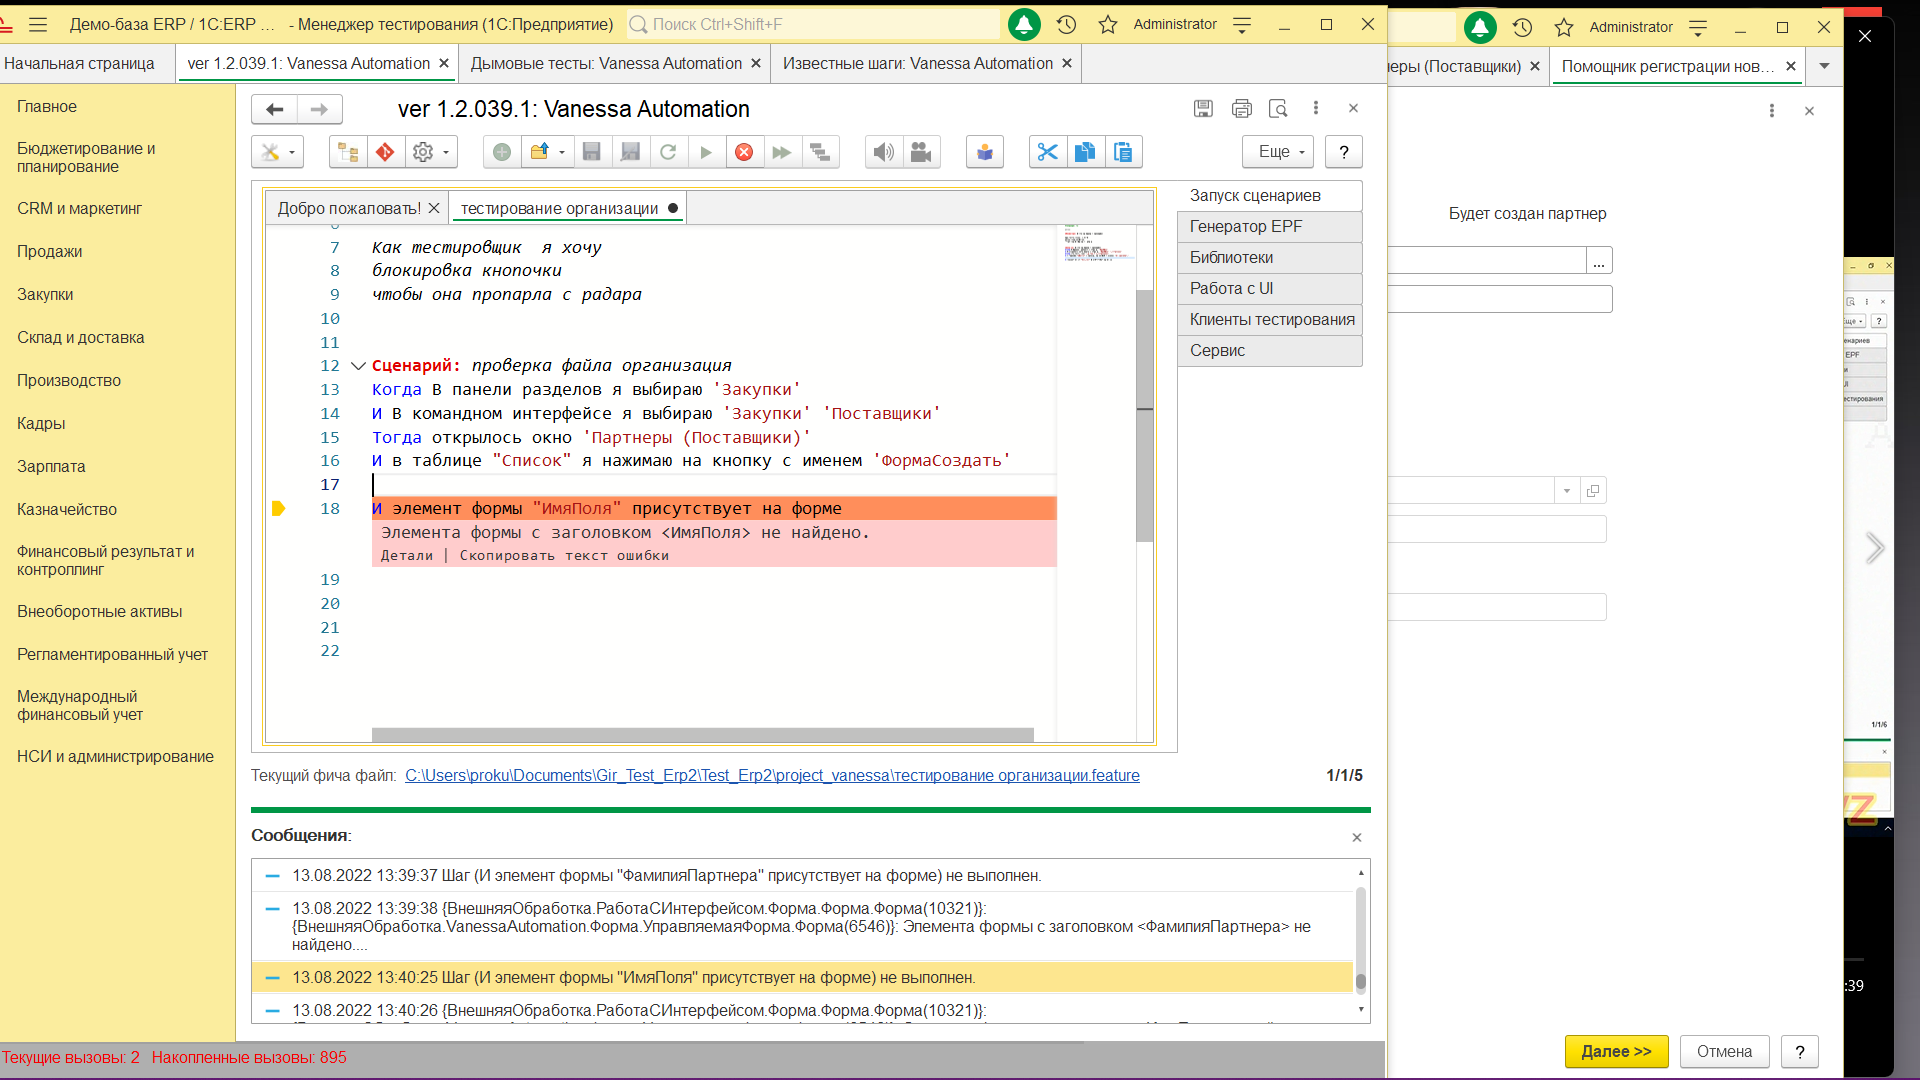 Демо-база ERP / 1С:ERP ... - Менеджер тестирования (1С:Предприятие)
Поиск Ctrl+Shift+F
Administrator
Administrator
Начальная страница
ver 1.2.039.1: Vanessa Automation
Дымовые тесты: Vanessa Automation
Известные шаги: Vanessa Automation
еры (Поставщики)
Помощник регистрации нов...
Главное
Бюджетирование и
планирование
CRM и маркетинг
Продажи
Закупки
Склад и доставка
Производство
Кадры
Зарплата
Казначейство
Финансовый результат и
контроллинг
Внеоборотные активы
Регламентированный учет
Международный
финансовый учет
НСИ и администрирование
ver 1.2.039.1: Vanessa Automation
Еще
?
Добро пожаловать!
тестирование организации
7 Как тестировщик  я хочу
8 блокировка кнопочки
9 чтобы она пропарла с радара
10
11
12 Сценарий: проверка файла организация
13 Когда В панели разделов я выбираю 'Закупки'
14 И В командном интерфейсе я выбираю 'Закупки' 'Поставщики'
15 Тогда открылось окно 'Партнеры (Поставщики)'
16 И в таблице "Список" я нажимаю на кнопку с именем 'ФормаСоздать'
17
18 И элемент формы "ИмяПоля" присутствует на форме
Элемента формы с заголовком <ИмяПоля> не найдено.
Детали | Скопировать текст ошибки
19
20
21
22
Запуск сценариев
Генератор EPF
Библиотеки
Работа с UI
Клиенты тестирования
Сервис
Текущий фича файл: C:\Users\proku\Documents\Gir_Test_Erp2\Test_Erp2\project_vanessa\тестирование организации.feature
1/1/5
Сообщения:
13.08.2022 13:39:37 Шаг (И элемент формы "ФамилияПартнера" присутствует на форме) не выполнен.
13.08.2022 13:39:38 {ВнешняяОбработка.РаботаСИнтерфейсом.Форма.Форма.Форма(10321)}:
{ВнешняяОбработка.VanessaAutomation.Форма.УправляемаяФорма.Форма(6546)}: Элемента формы с заголовком <ФамилияПартнера> не
найдено....
13.08.2022 13:40:25 Шаг (И элемент формы "ИмяПоля" присутствует на форме) не выполнен.
13.08.2022 13:40:26 {ВнешняяОбработка.РаботаСИнтерфейсом.Форма.Форма.Форма(10321)}:
Текущие вызовы: 2 Накопленные вызовы: 895
Будет создан партнер
...
Далее >>
Отмена
?
?
EPF
1/1/6
:39